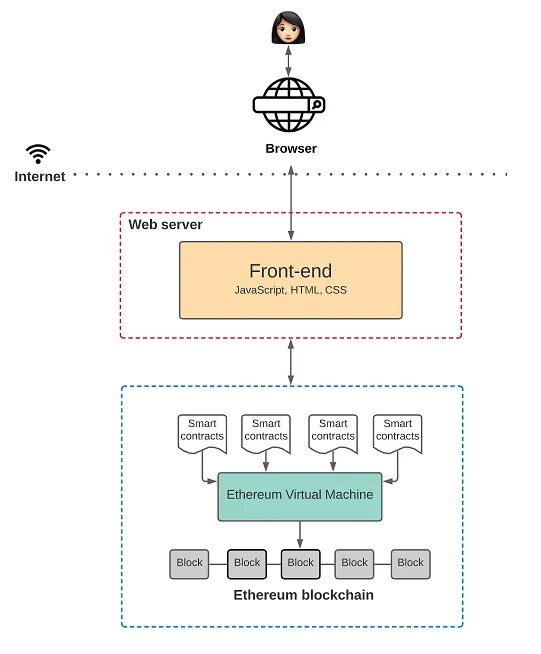 Browser
Internet
Web server
Front-end
JavaScript, HTML, CSS
Smart contracts
Smart contracts
Smart contracts
Smart contracts
Ethereum Virtual Machine
Block
Block
Block
Block
Block
Ethereum blockchain